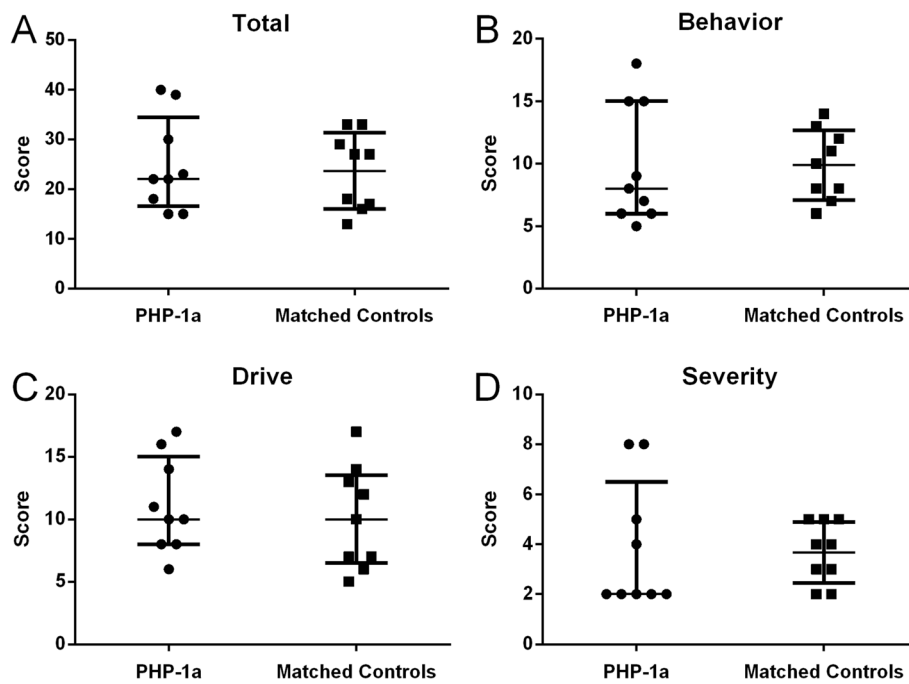 A
Total
50
40
30
20
10
0
Score
PHP-1a
Matched Controls
B
Behavior
20
15
10
5
0
Score
PHP-1a
Matched Controls
C
Drive
20
15
10
5
0
Score
PHP-1a
Matched Controls
D
Severity
10
8
6
4
2
0
Score
PHP-1a
Matched Controls